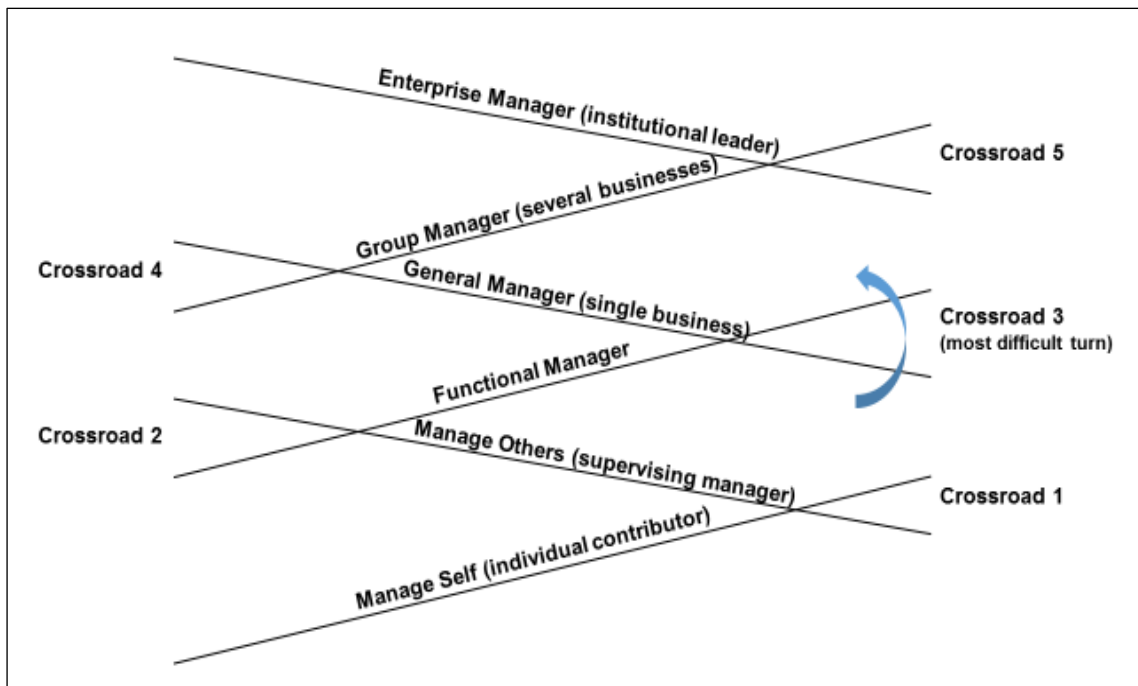 Enterprise Manager (institutional leader)
Crossroad 5
Group Manager (several businesses)
Crossroad 4
General Manager (single business)
Crossroad 3
(most difficult turn)
Functional Manager
Crossroad 2
Manage Others (supervising manager)
Crossroad 1
Manage Self (individual contributor)